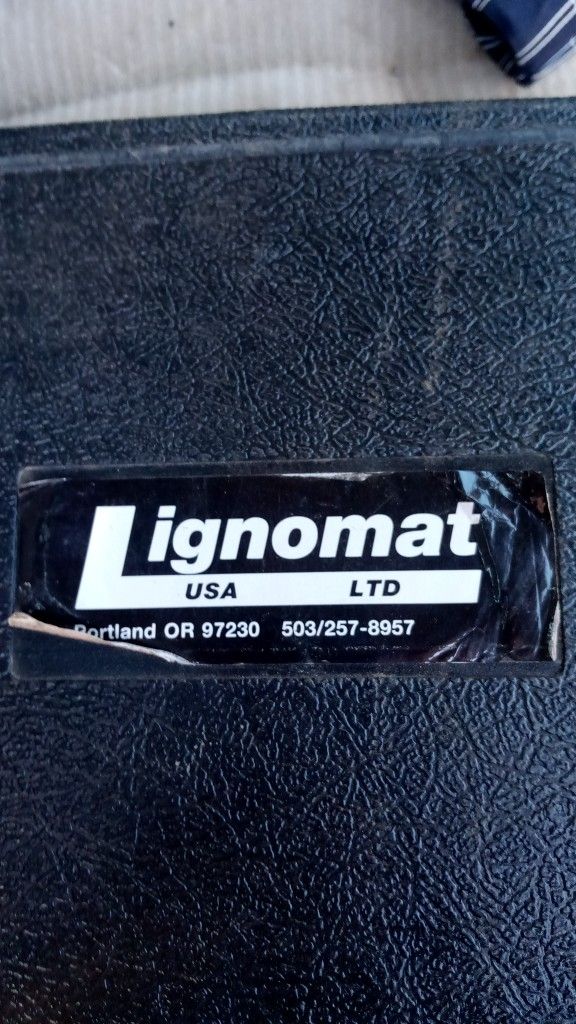 Lignomat
USA LTD
Portland OR 97230 503/257-8957